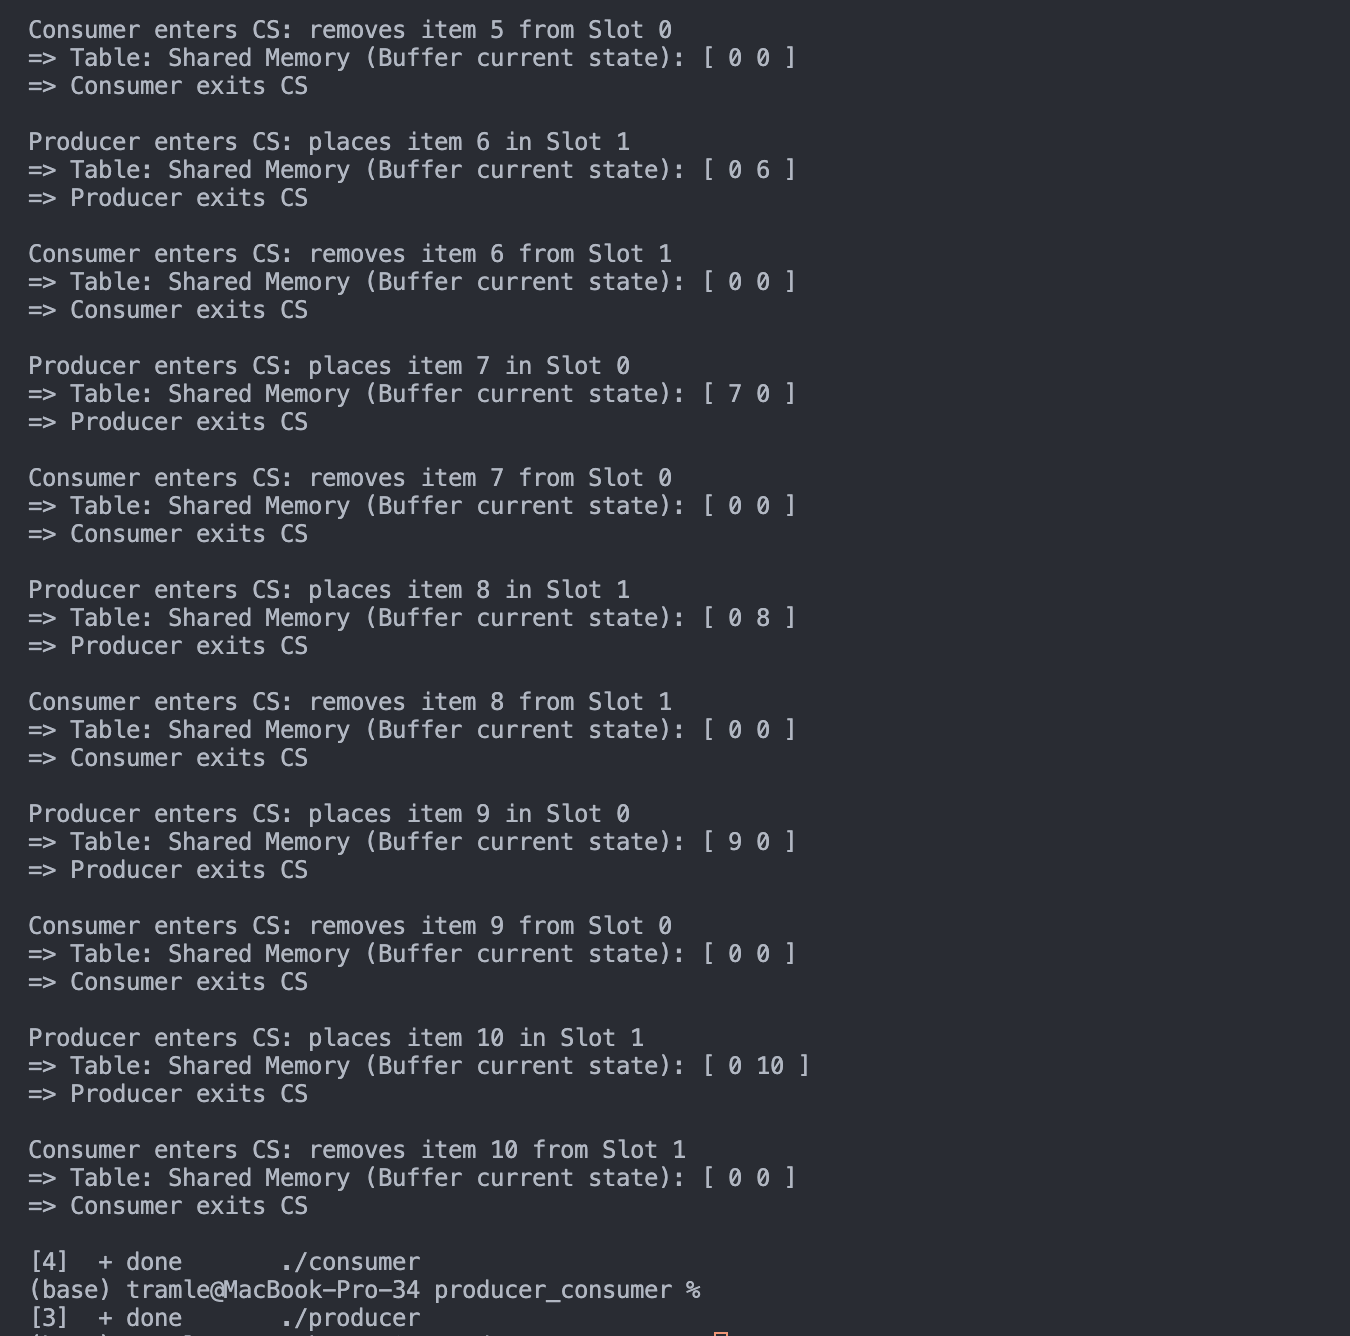 Consumer enters CS: removes item 5 from Slot 0
=> Table: Shared Memory (Buffer current state): [ 0 0 ]
=> Consumer exits CS
Producer enters CS: places item 6 in Slot 1
=> Table: Shared Memory (Buffer current state): [ 0 6 ]
=> Producer exits CS
Consumer enters CS: removes item 6 from Slot 1
=> Table: Shared Memory (Buffer current state): [ 0 0 ]
=> Consumer exits CS
Producer enters CS: places item 7 in Slot 0
=> Table: Shared Memory (Buffer current state): [ 7 0 ]
=> Producer exits CS
Consumer enters CS: removes item 7 from Slot 0
=> Table: Shared Memory (Buffer current state): [ 0 0 ]
=> Consumer exits CS
Producer enters CS: places item 8 in Slot 1
=> Table: Shared Memory (Buffer current state): [ 0 8 ]
=> Producer exits CS
Consumer enters CS: removes item 8 from Slot 1
=> Table: Shared Memory (Buffer current state): [ 0 0 ]
=> Consumer exits CS
Producer enters CS: places item 9 in Slot 0
=> Table: Shared Memory (Buffer current state): [ 9 0 ]
=> Producer exits CS
Consumer enters CS: removes item 9 from Slot 0
=> Table: Shared Memory (Buffer current state): [ 0 0 ]
=> Consumer exits CS
Producer enters CS: places item 10 in Slot 1
=> Table: Shared Memory (Buffer current state): [ 0 10 ]
=> Producer exits CS
Consumer enters CS: removes item 10 from Slot 1
=> Table: Shared Memory (Buffer current state): [ 0 0 ]
=> Consumer exits CS
[4]  + done       ./consumer
(base) tramle@MacBook-Pro-34 producer_consumer %
[3]  + done       ./producer